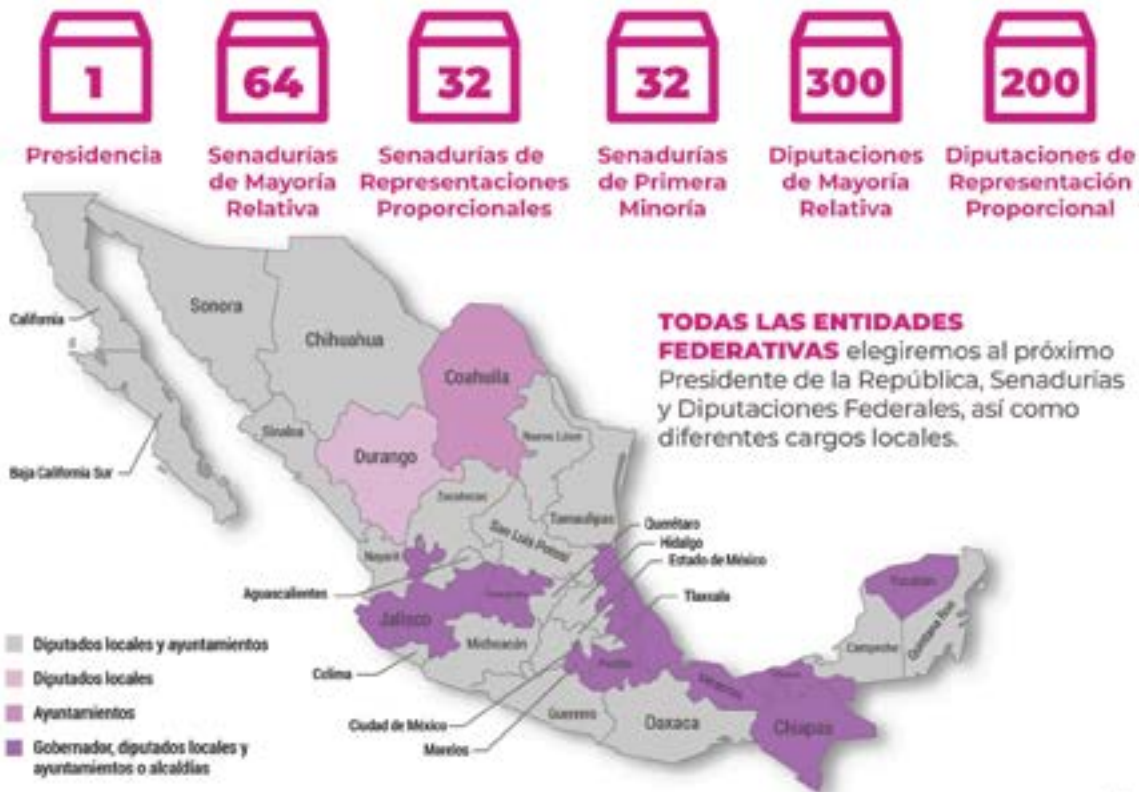 1
64
32
32
300
200
Presidencia
Senadurías
de Mayoría
Relativa
Senadurías de
Representaciones
Proporcionales
Senadurías
de Primera
Minoría
Diputaciones
de Mayoría
Relativa
Diputaciones de
Representación
Proporcional
California
Sonora
Chihuahua
Coahuila
TODAS LAS ENTIDADES
FEDERATIVAS elegiremos al próximo
Presidente de la República, Senadurías
y Diputaciones Federales, así como
diferentes cargos locales.
Sinaloa
Durango
Nuevo León
Baja California Sur
Zacatecas
San Luis Potosí
Tamaulipas
Querétaro
Hidalgo
Estado de México
Tlaxcala
Nayarit
Aguascalientes
Jalisco
Michoacán
Colima
Ciudad de México
Morelos
Guerrero
Puebla
Oaxaca
Veracruz
Chiapas
Yucatán
Campeche
Quintana Roo
Diputados locales y ayuntamientos
Diputados locales
Ayuntamientos
Gobernador, diputados locales y
ayuntamientos o alcaldías